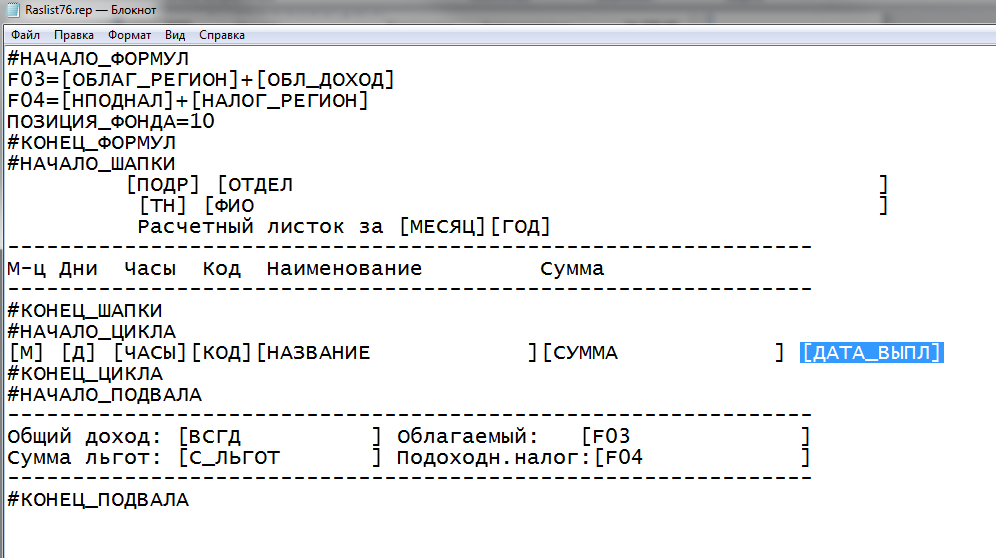 Raslist76.rep — Блокнот
Файл Правка Формат Вид Справка
#НАЧАЛО_ФОРМУЛ
F03=[ОБЛАГ_РЕГИОН]+[ОБЛ_ДОХОД]
F04=[НПОДНАЛ]+[НАЛОГ_РЕГИОН]
ПОЗИЦИЯ_ФОНДА=10
#КОНЕЦ_ФОРМУЛ
#НАЧАЛО_ШАПКИ
         [ПОДР] [ОТДЕЛ                                             ]
          [ТН] [ФИО                                                ]
          Расчетный листок за [МЕСЯЦ][ГОД]
--------------------------------------------------------------
М-ц Дни  Часы  Код  Наименование         Сумма
--------------------------------------------------------------
#КОНЕЦ_ШАПКИ
#НАЧАЛО_ЦИКЛА
[М] [Д] [ЧАСЫ][КОД][НАЗВАНИЕ            ][СУММА            ] [ДАТА_ВЫПЛ]
#КОНЕЦ_ЦИКЛА
#НАЧАЛО_ПОДВАЛА
--------------------------------------------------------------
Общий доход: [ВСГД          ] Облагаемый:   [F03             ]
Сумма льгот: [С_ЛЬГОТ       ] Подоходн.налог:[F04            ]
--------------------------------------------------------------
#КОНЕЦ_ПОДВАЛА